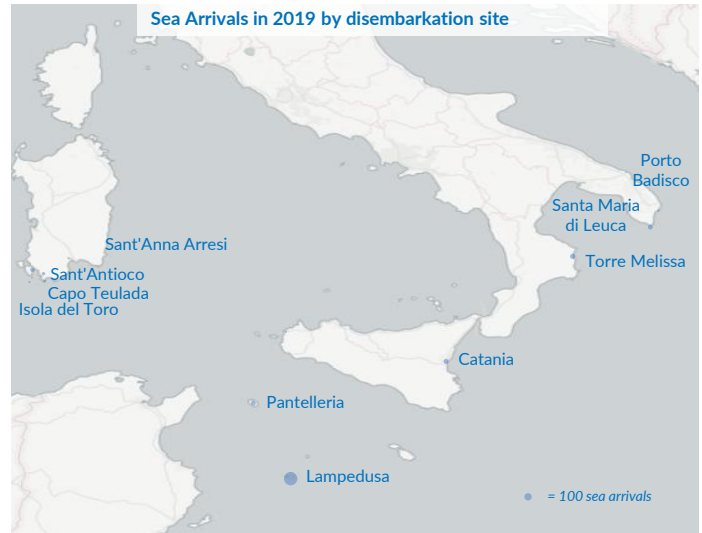 Sea Arrivals in 2019 by disembarkation site
Porto
Badisco
Santa Maria
di Leuca
Sant'Anna Arresi
Torre Melissa
Sant'Antioco
Capo Teulada
Isola del Toro
Catania
Pantelleria
Lampedusa
= 100 sea arrivals